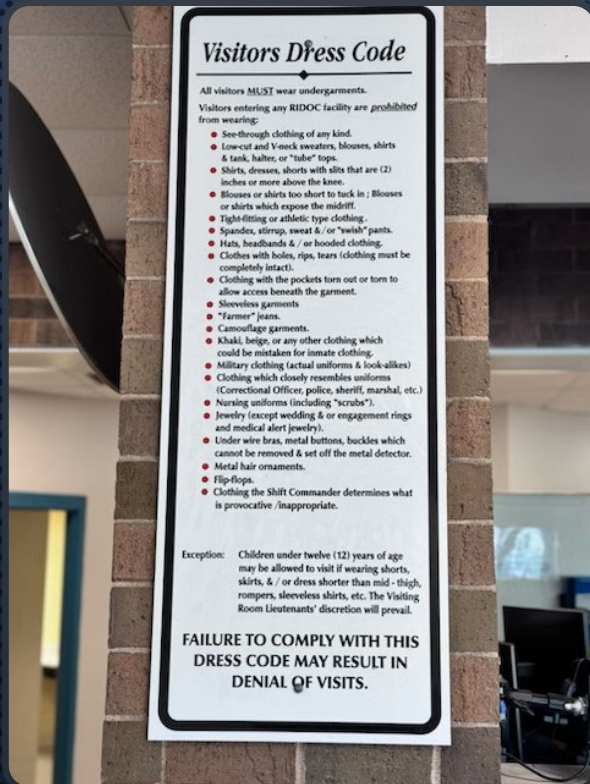 Visitors Dress Code
All visitors MUST wear undergarments.
Visitors entering any RIDOC facility are prohibited
from wearing:
See-through clothing of any kind.
Low-cut and V-neck sweaters, blouses, shirts
& tank, halter, or "tube" tops.
Shirts, dresses, shorts with slits that are (2)
inches or more above the knee.
Blouses or shirts too short to tuck in ; Blouses
or shirts which expose the midriff.
Tight-fitting or athletic type clothing.
Spandex, stirrup, sweat & / or "swish" pants.
Hats, headbands & / or hooded clothing.
Clothes with holes, rips, tears (clothing must be
completely intact).
Clothing with the pockets torn out or torn to
allow access beneath the garment.
Sleeveless garments
"Farmer" jeans.
Camouflage garments.
Khaki, beige, or any other clothing which
could be mistaken for inmate clothing.
Military clothing (actual uniforms & look-alikes)
Clothing which closely resembles uniforms
(Correctional Officer, police, sheriff, marshal, etc.)
Nursing uniforms (including "scrubs").
Jewelry (except wedding & or engagement rings
and medical alert jewelry).
Under wire bras, metal buttons, buckles which
cannot be removed & set off the metal detector.
Metal hair ornaments.
Flip-flops.
Clothing the Shift Commander determines what
is provocative /inappropriate.
Exception: Children under twelve (12) years of age
may be allowed to visit if wearing shorts,
skirts, & / or dress shorter than mid - thigh,
rompers, sleeveless shirts, etc. The Visiting
Room Lieutenants' discretion will prevail.
FAILURE TO COMPLY WITH THIS
DRESS CODE MAY RESULT IN
DENIAL OF VISITS.